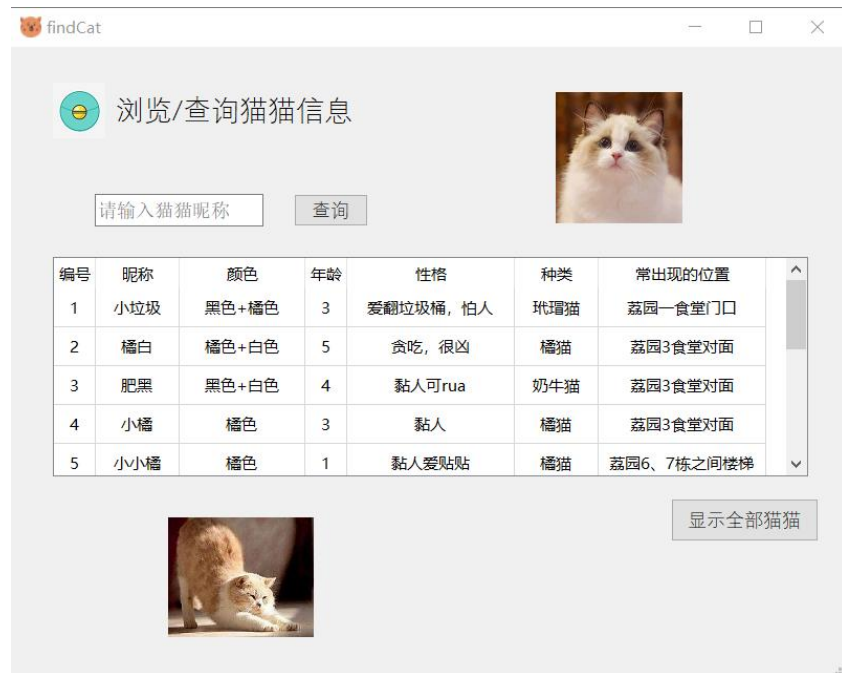 findCat
浏览/查询猫猫信息
请输入猫猫昵称 查询
编号 昵称 颜色 年龄 性格 种类 常出现的位置
1 小垃圾 黑色+橘色 3 爱翻垃圾桶，怕人 玳瑁猫 荔园一食堂门口
2 橘白 橘色+白色 5 贪吃，很凶 橘猫 荔园3食堂对面
3 肥黑 黑色+白色 4 黏人可rua 奶牛猫 荔园3食堂对面
4 小橘 橘色 3 黏人 橘猫 荔园3食堂对面
5 小小橘 橘色 1 黏人爱贴贴 橘猫 荔园6、7栋之间楼梯
显示全部猫猫